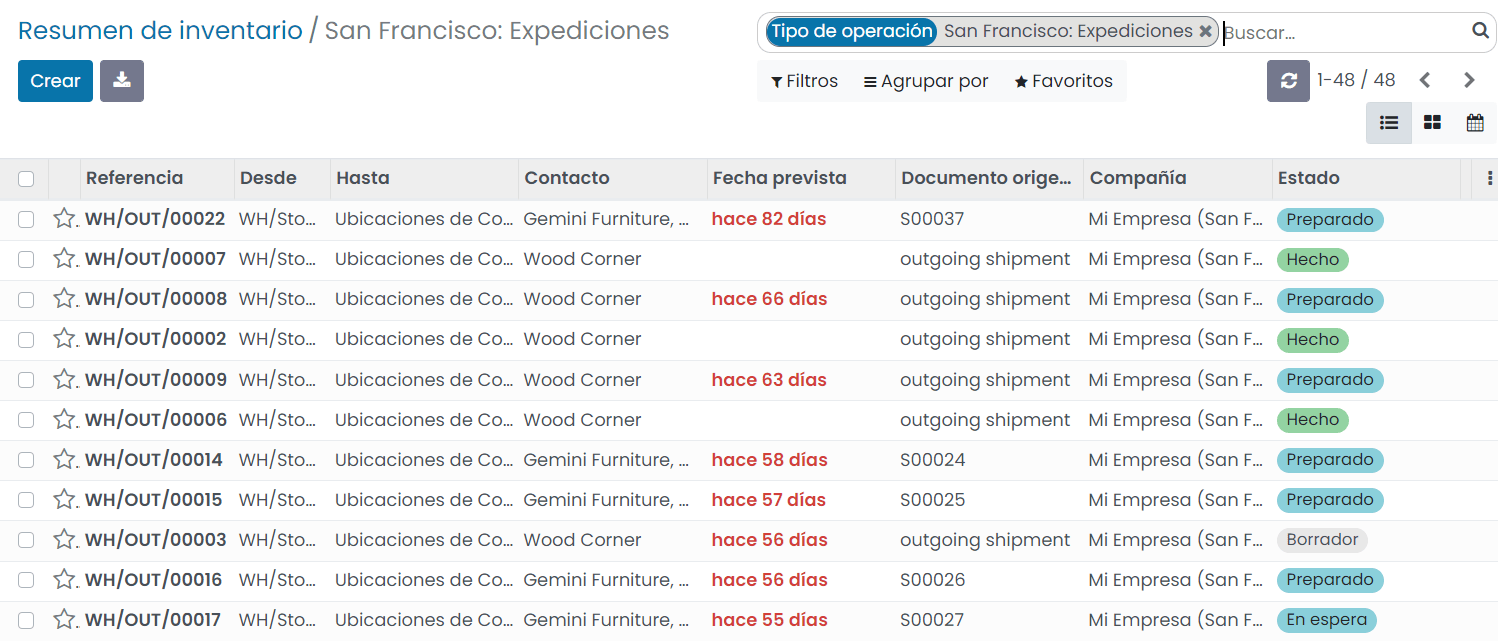 Resumen de inventario / San Francisco: Expediciones
Tipo de operación San Francisco: Expediciones Buscar...
Crear
Filtros Agrupar por Favoritos
1-48 / 48
Referencia Desde Hasta Contacto Fecha prevista Documento orige... Compañía Estado
WH/OUT/00022 WH/Sto... Ubicaciones de Co... Gemini Furniture, ... hace 82 días S00037 Mi Empresa (San F... Preparado
WH/OUT/00007 WH/Sto... Ubicaciones de Co... Wood Corner outgoing shipment Mi Empresa (San F... Hecho
WH/OUT/00008 WH/Sto... Ubicaciones de Co... Wood Corner hace 66 días outgoing shipment Mi Empresa (San F... Preparado
WH/OUT/00002 WH/Sto... Ubicaciones de Co... Wood Corner outgoing shipment Mi Empresa (San F... Hecho
WH/OUT/00009 WH/Sto... Ubicaciones de Co... Wood Corner hace 63 días outgoing shipment Mi Empresa (San F... Preparado
WH/OUT/00006 WH/Sto... Ubicaciones de Co... Wood Corner outgoing shipment Mi Empresa (San F... Hecho
WH/OUT/00014 WH/Sto... Ubicaciones de Co... Gemini Furniture, ... hace 58 días S00024 Mi Empresa (San F... Preparado
WH/OUT/00015 WH/Sto... Ubicaciones de Co... Gemini Furniture, ... hace 57 días S00025 Mi Empresa (San F... Preparado
WH/OUT/00003 WH/Sto... Ubicaciones de Co... Wood Corner hace 56 días outgoing shipment Mi Empresa (San F... Borrador
WH/OUT/00016 WH/Sto... Ubicaciones de Co... Gemini Furniture, ... hace 56 días S00026 Mi Empresa (San F... Preparado
WH/OUT/00017 WH/Sto... Ubicaciones de Co... Gemini Furniture, ... hace 55 días S00027 Mi Empresa (San F... En espera